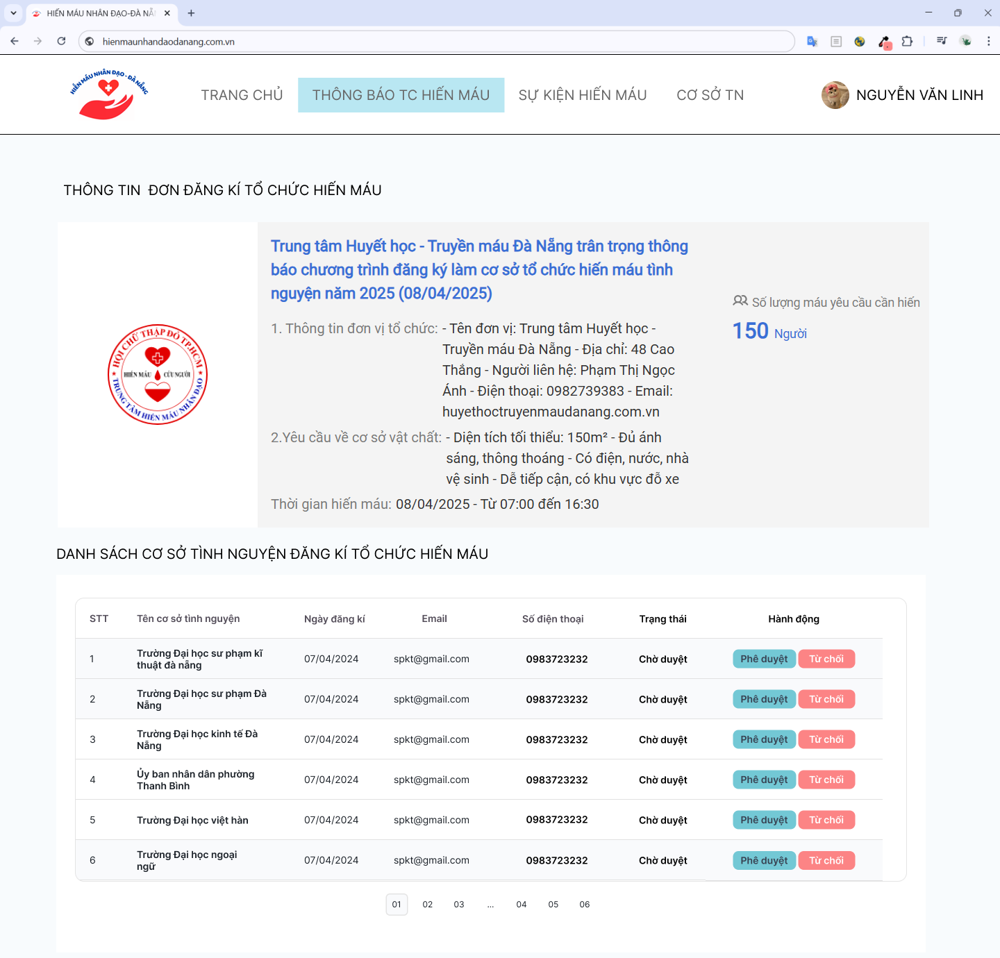 HIẾN MÁU NHÂN ĐẠO-ĐÀ NẴN
hienmaunhandaodanang.com.vn
HIẾN MÁU NHÂN ĐẠO - ĐÀ NẴNG
TRANG CHỦ
THÔNG BÁO TC HIẾN MÁU
SỰ KIỆN HIẾN MÁU
CƠ SỞ TN
NGUYỄN VĂN LINH
THÔNG TIN  ĐƠN ĐĂNG KÍ TỔ CHỨC HIẾN MÁU
Trung tâm Huyết học - Truyền máu Đà Nẵng trân trọng thông
báo chương trình đăng ký làm cơ sở tổ chức hiến máu tình
nguyện năm 2025 (08/04/2025)
Số lượng máu yêu cầu cần hiến
150 Người
HỘI CHỮ THẬP ĐỎ TP.HCM
HIẾN MÁU CỨU NGƯỜI
TRUNG TÂM HIẾN MÁU NHÂN ĐẠO
1. Thông tin đơn vị tổ chức: - Tên đơn vị: Trung tâm Huyết học -
Truyền máu Đà Nẵng - Địa chỉ: 48 Cao
Thắng - Người liên hệ: Phạm Thị Ngọc
Ánh - Điện thoại: 0982739383 - Email:
huyethoctruyenmaudanang.com.vn
2.Yêu cầu về cơ sở vật chất: - Diện tích tối thiểu: 150m² - Đủ ánh
sáng, thông thoáng - Có điện, nước, nhà
vệ sinh - Dễ tiếp cận, có khu vực đỗ xe
Thời gian hiến máu: 08/04/2025 - Từ 07:00 đến 16:30
DANH SÁCH CƠ SỞ TÌNH NGUYỆN ĐĂNG KÍ TỔ CHỨC HIẾN MÁU
STT Tên cơ sở tình nguyện Ngày đăng kí Email Số điện thoại Trạng thái Hành động
1 Trường Đại học sư phạm kĩ
thuật đà nẵng 07/04/2024 spkt@gmail.com 0983723232 Chờ duyệt Phê duyệt Từ chối
2 Trường Đại học sư phạm Đà
Nẵng 07/04/2024 spkt@gmail.com 0983723232 Chờ duyệt Phê duyệt Từ chối
3 Trường Đại học kinh tế Đà
Nẵng 07/04/2024 spkt@gmail.com 0983723232 Chờ duyệt Phê duyệt Từ chối
4 Ủy ban nhân dân phường
Thanh Bình 07/04/2024 spkt@gmail.com 0983723232 Chờ duyệt Phê duyệt Từ chối
5 Trường Đại học việt hàn 07/04/2024 spkt@gmail.com 0983723232 Chờ duyệt Phê duyệt Từ chối
6 Trường Đại học ngoại
ngữ 07/04/2024 spkt@gmail.com 0983723232 Chờ duyệt Phê duyệt Từ chối
01 02 03 ... 04 05 06